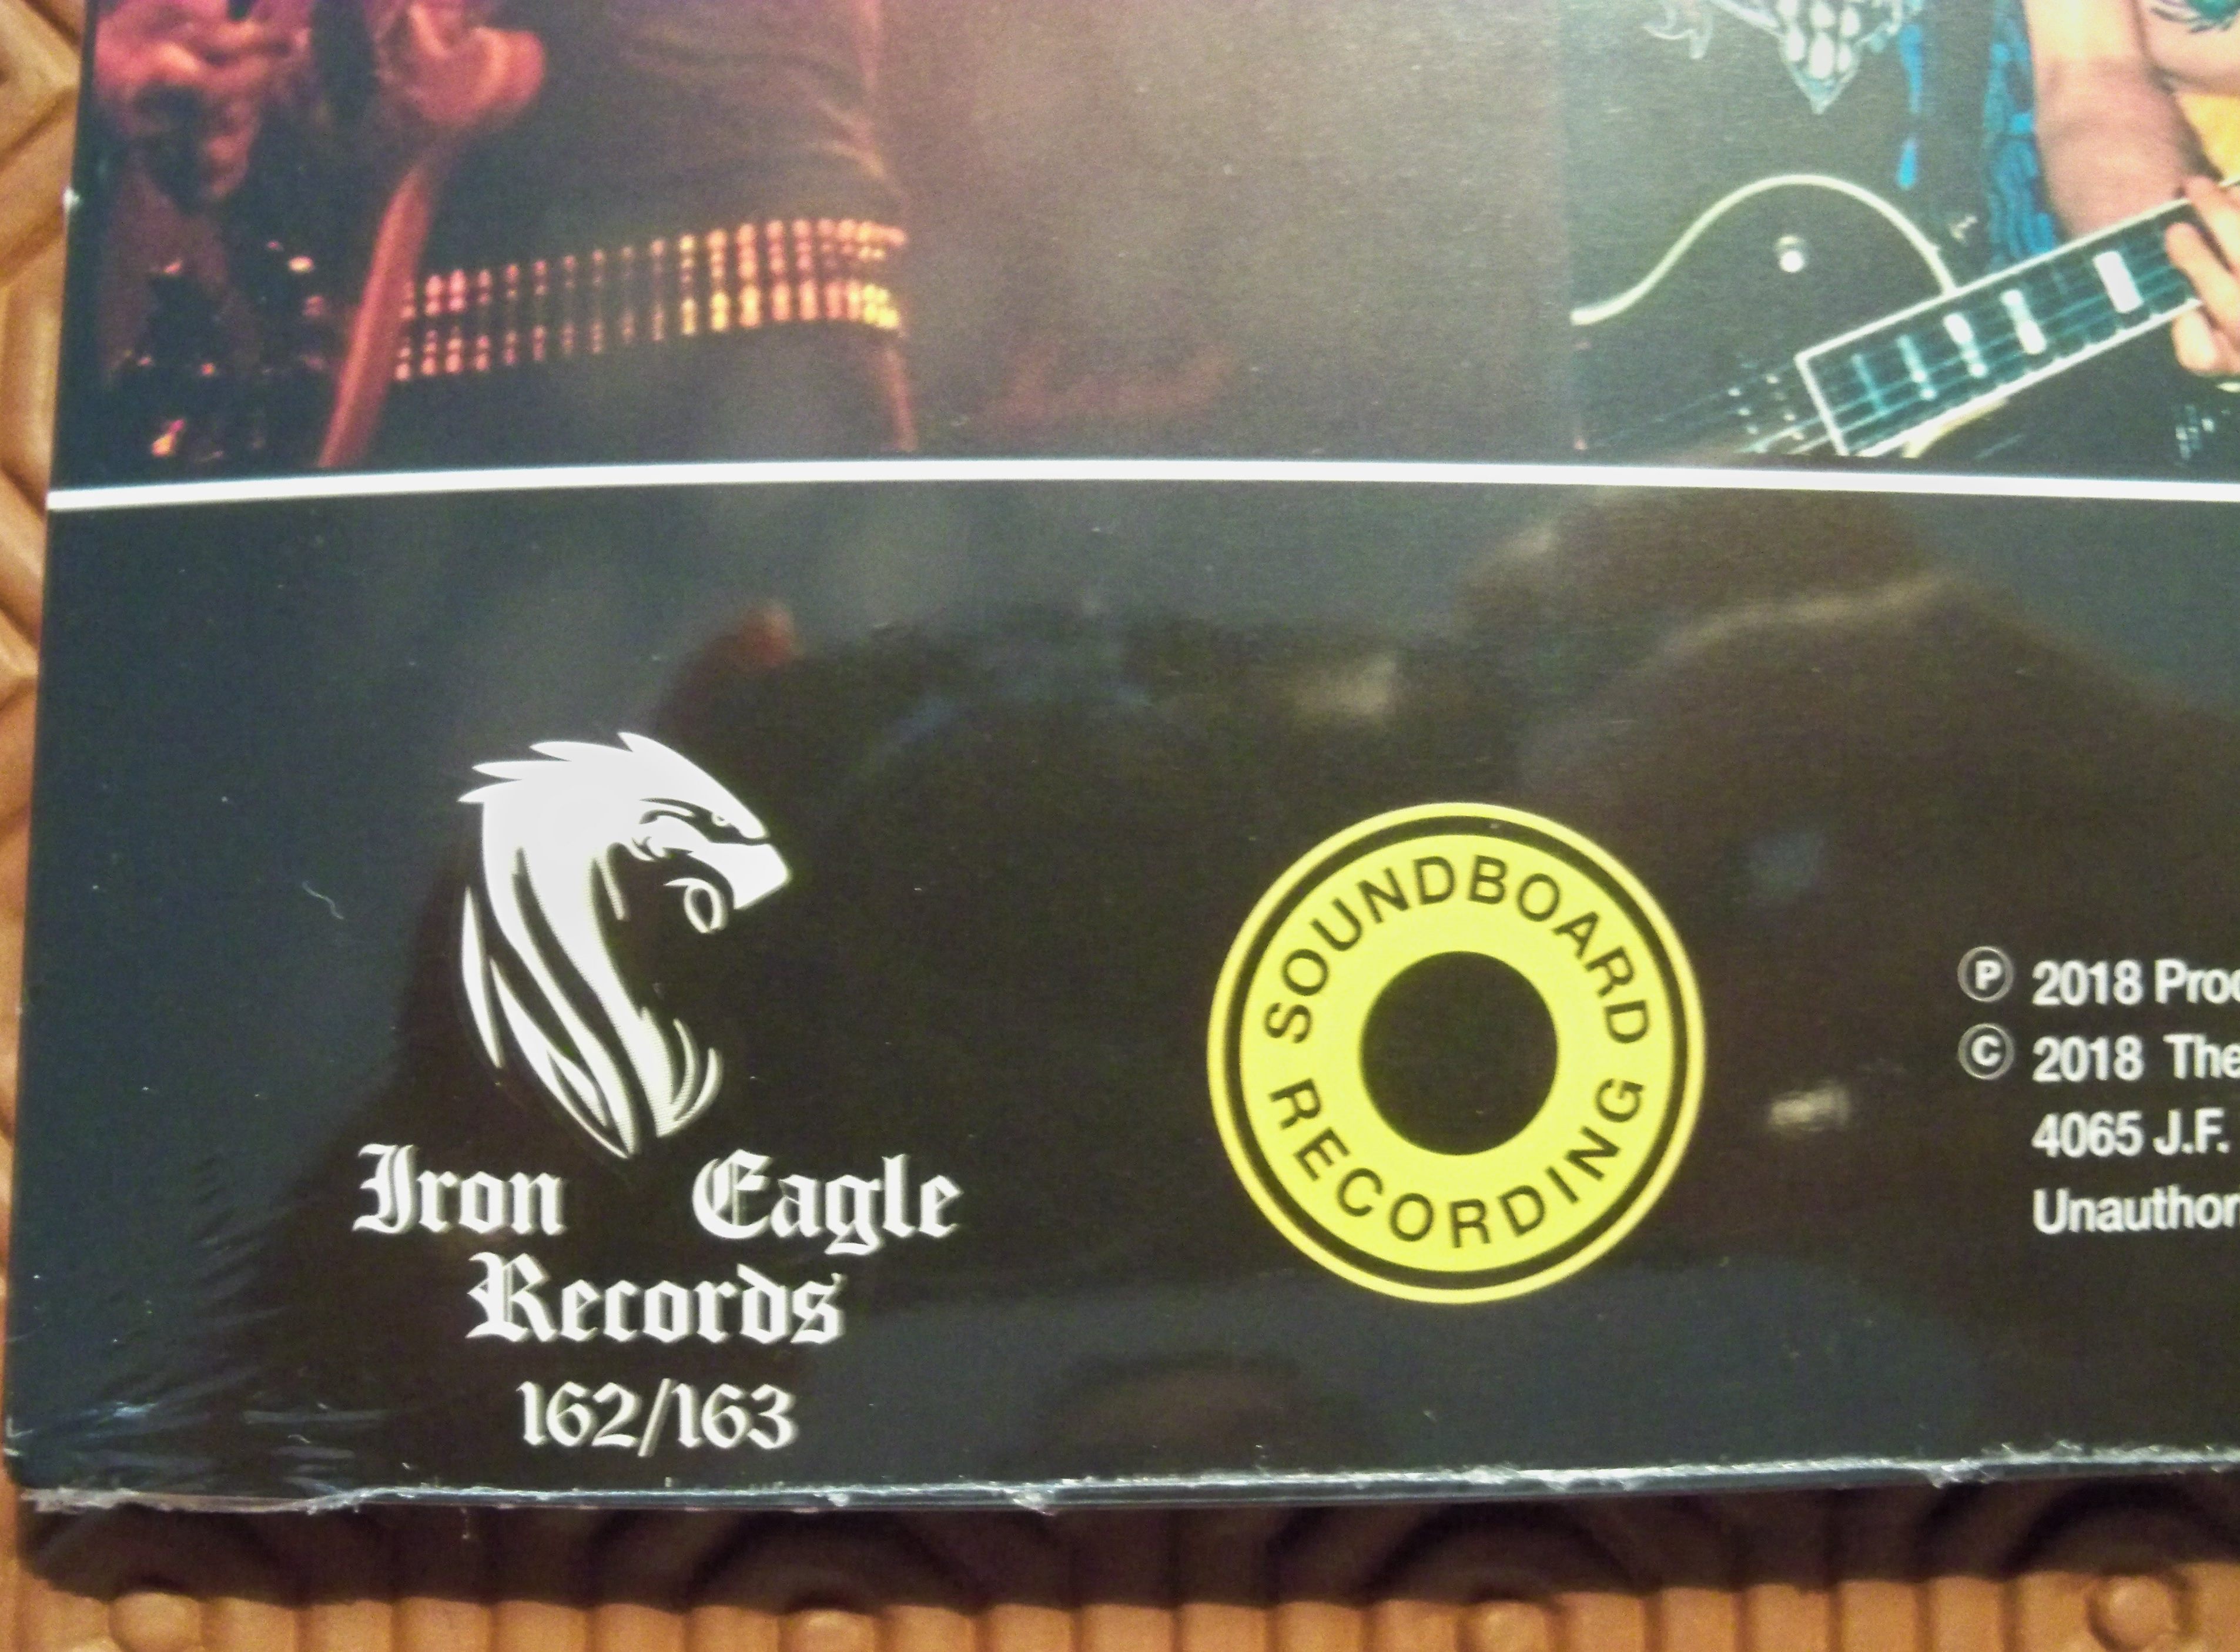 Iron Eagle
Records
162/163
SOUNDBOARD
RECORDING
Ⓟ 2018
Ⓒ 2018 The
4065 J.F.